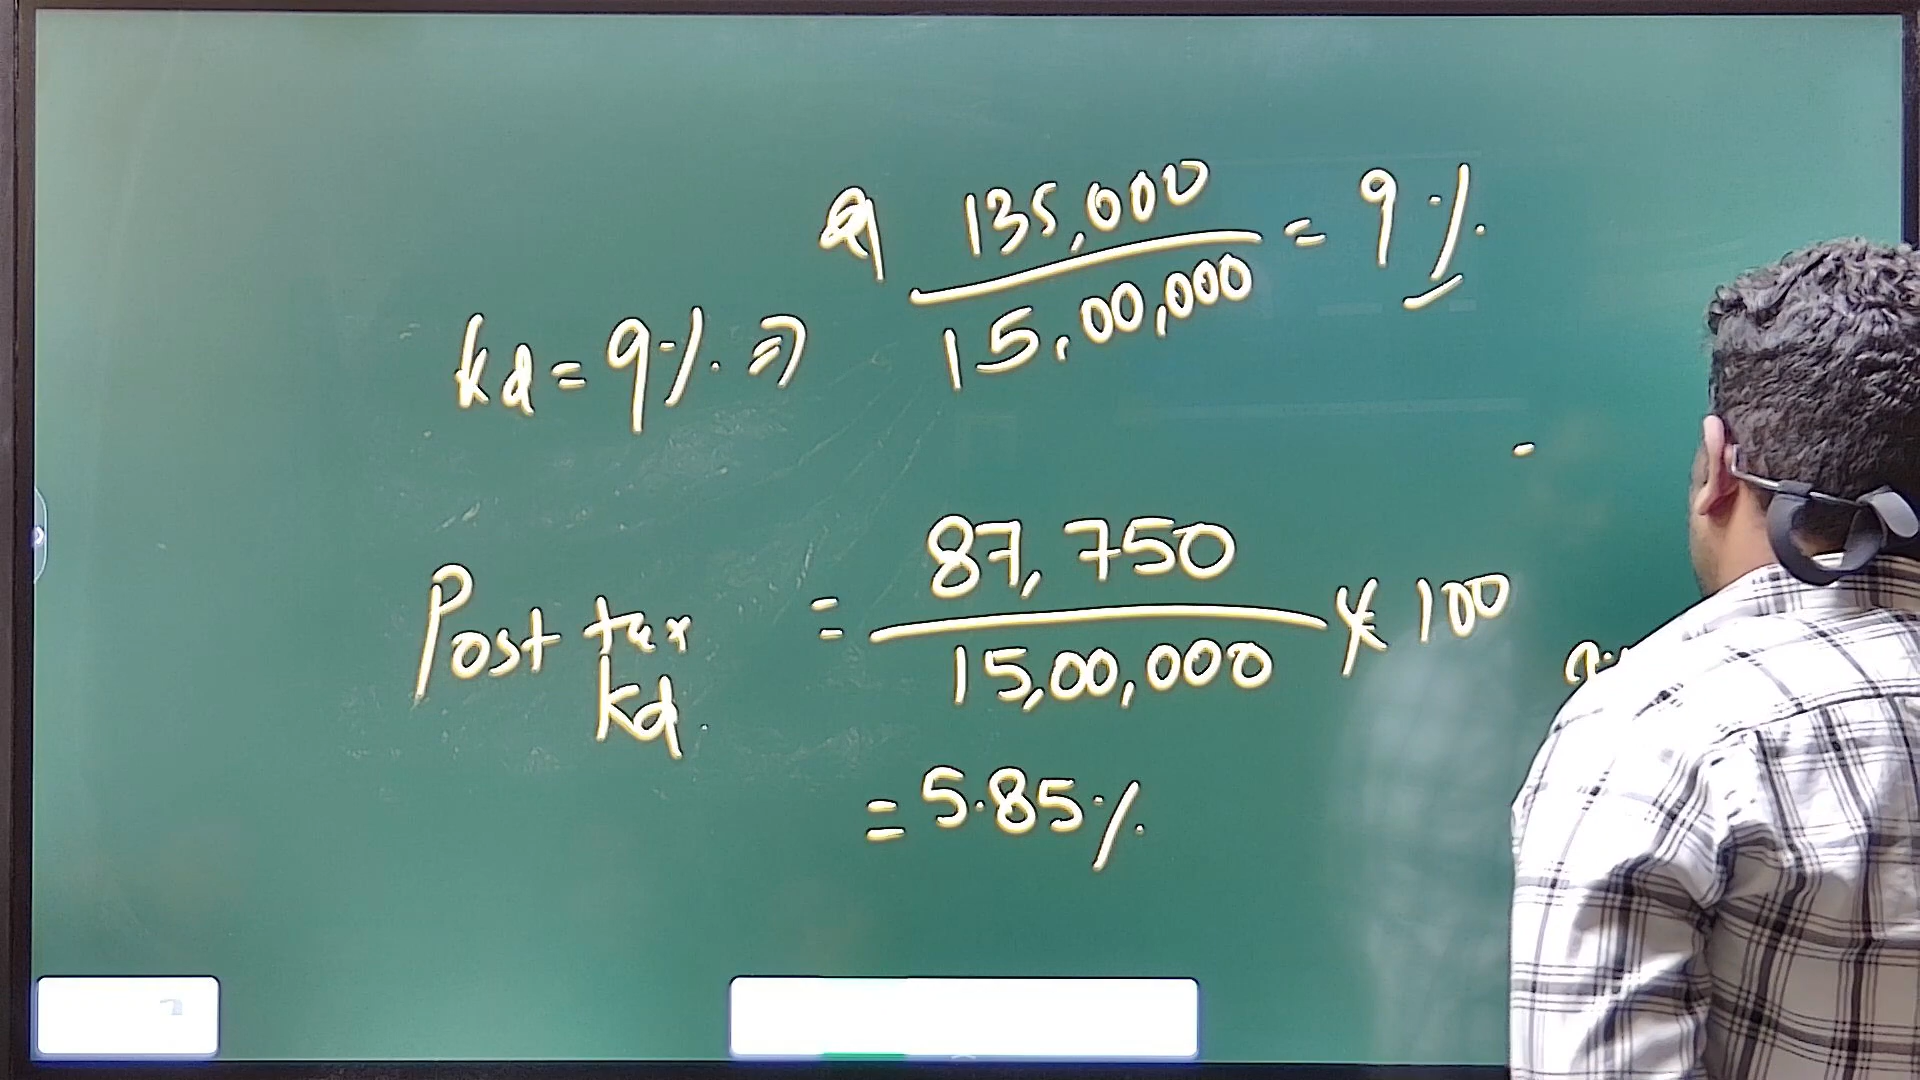 135,000 / 15,00,000 = 9%
kd = 9% ⇒
Post tax kd = 87,750 / 15,00,000 × 100
= 5.85%